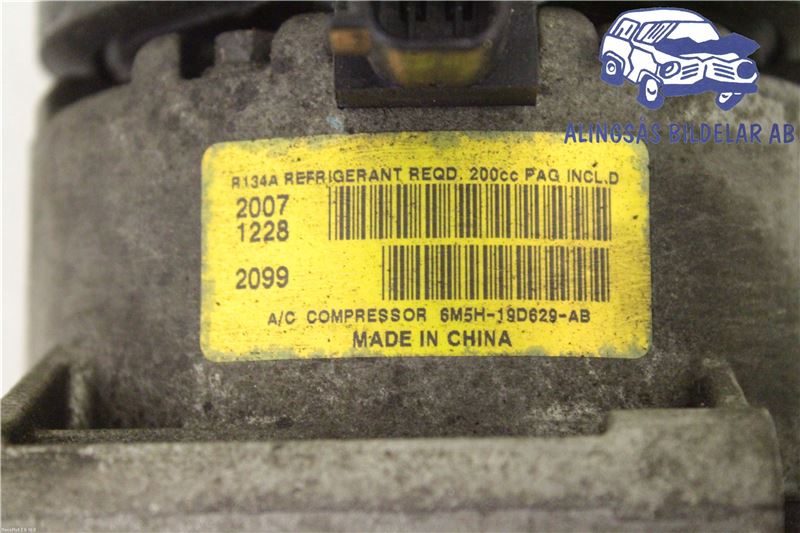 ALINGSÅS BILDELAR AB
R134A REFRIGERANT REQD. 200cc PAG INCL.D
2007
1228
2099
A/C COMPRESSOR 6M5H-19D629-AB
MADE IN CHINA